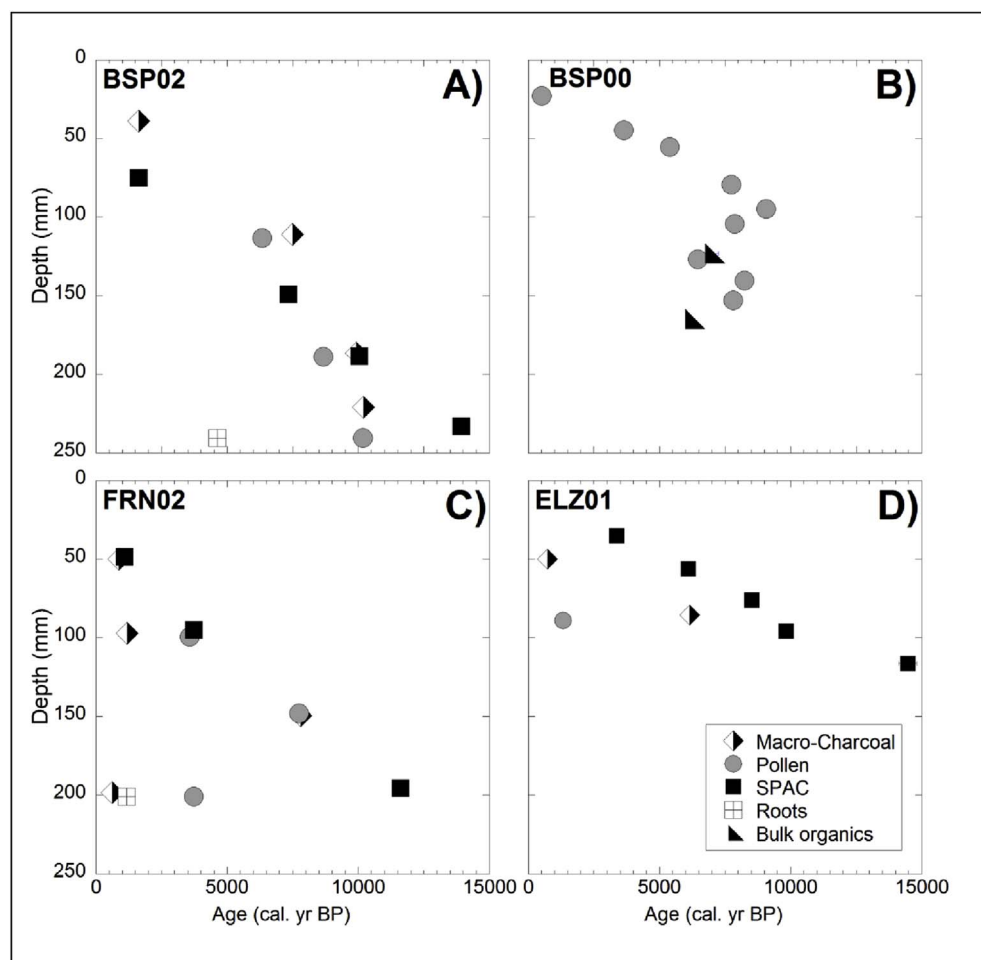 BSP02 A)
BSP00 B)
0
50
100
150
200
250
Depth (mm)
FRN02 C)
ELZ01 D)
0
50
100
150
200
250
Depth (mm)
Macro-Charcoal
Pollen
SPAC
Roots
Bulk organics
0 5000 10000 15000 0 5000 10000 15000
Age (cal. yr BP) Age (cal. yr BP)